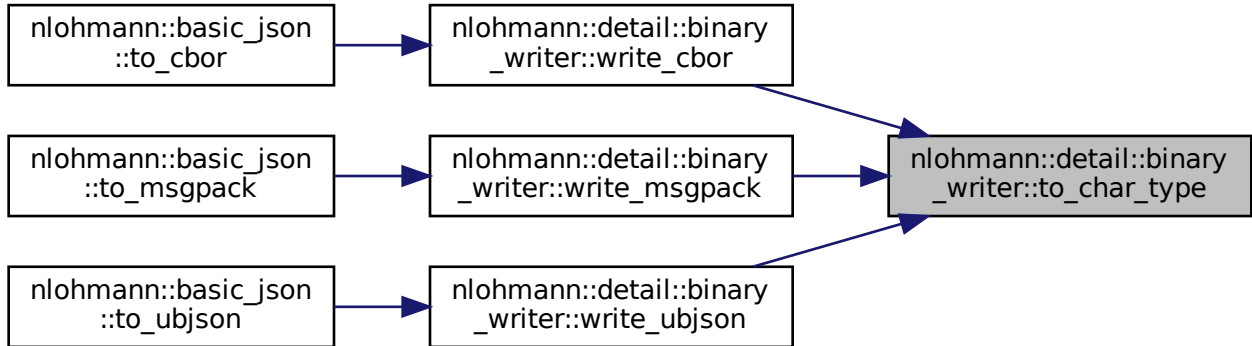 nlohmann::basic_json
::to_cbor
nlohmann::detail::binary
_writer::write_cbor
nlohmann::basic_json
::to_msgpack
nlohmann::detail::binary
_writer::write_msgpack
nlohmann::detail::binary
_writer::to_char_type
nlohmann::basic_json
::to_ubjson
nlohmann::detail::binary
_writer::write_ubjson